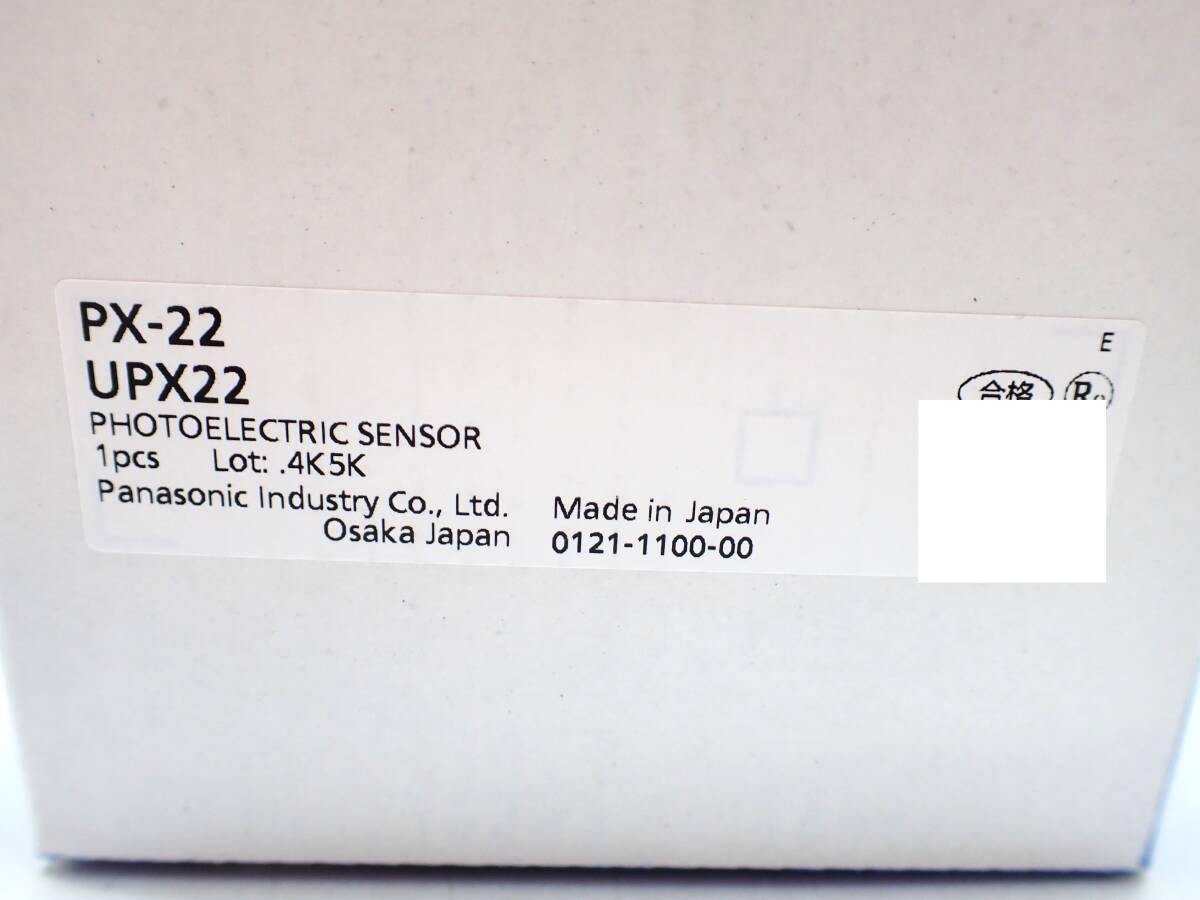 PX-22
E
UPX22
合格
PHOTOELECTRIC SENSOR
1pcs Lot: .4K5K
Panasonic Industry Co., Ltd. Made in Japan
Osaka Japan 0121-1100-00